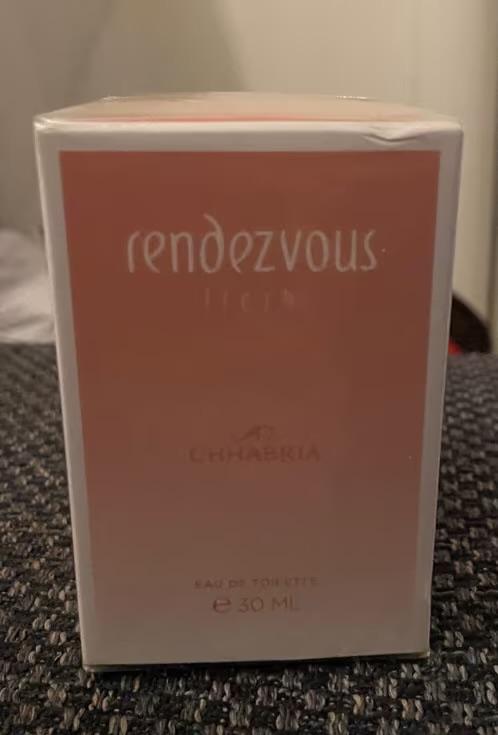 rendezvous
fresh
CHHABRIA
EAU DE TOILETTE
℮ 30 ML